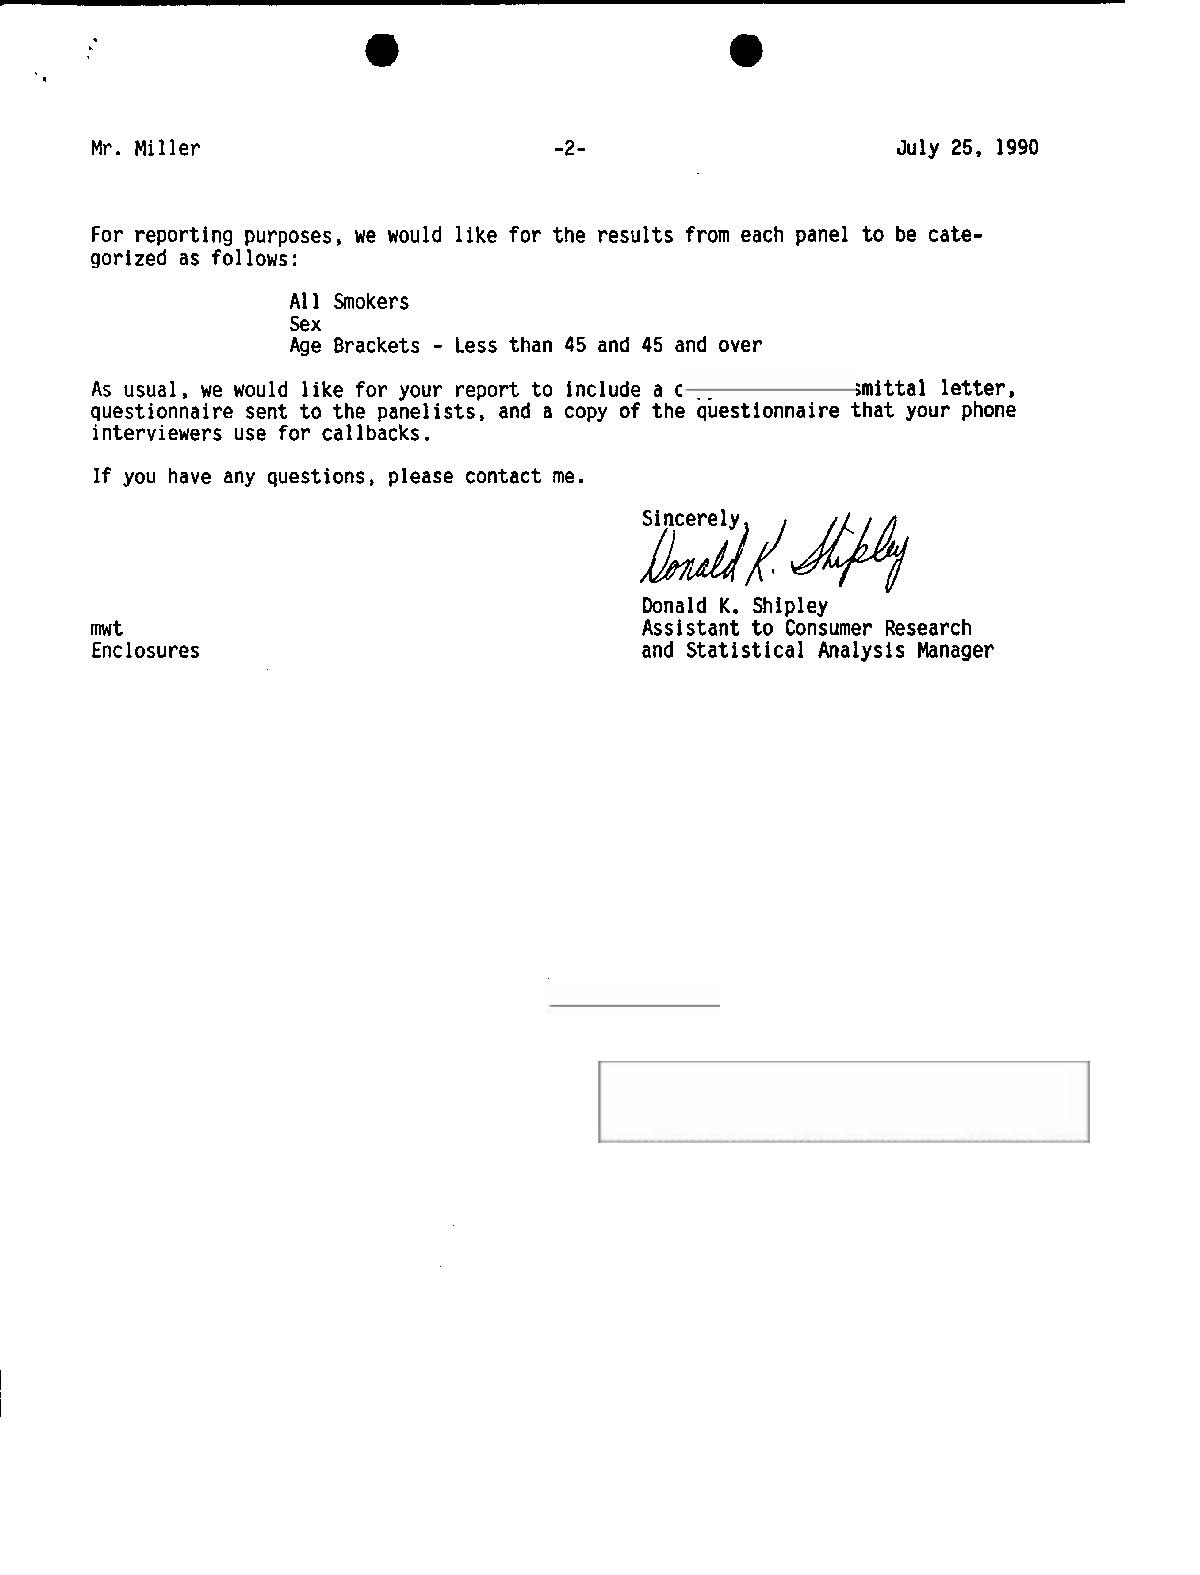 Mr. Miller -2- July 25, 1990
For reporting purposes, we would like for the results from each panel to be cate-
gorized as follows:
All Smokers
Sex
Age Brackets - Less than 45 and 45 and over
As usual, we would like for your report to include a letter,
questionnaire sent to the panelists, and a copy of the questionnaire that your phone
interviewers use for callbacks.
If you have any questions, please contact me.
Sincerely,
Donald K. Shipley
Donald K. Shipley
mwt Assistant to Consumer Research
Enclosures and Statistical Analysis Manager